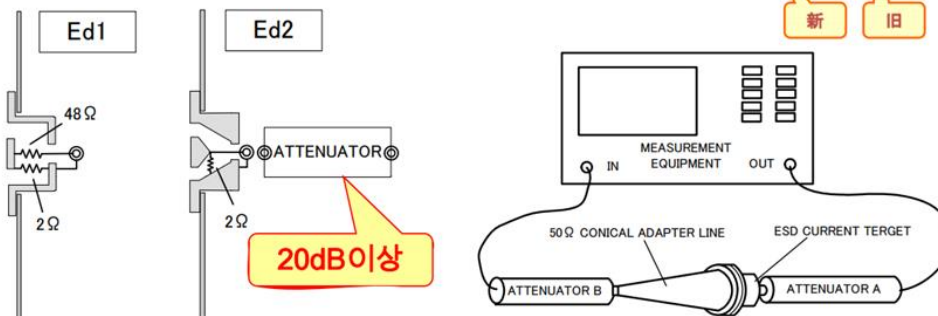 Ed1
Ed2
新
旧
48Ω
2Ω
ATTENUATOR
2Ω
20dB이상
MEASUREMENT
EQUIPMENT
IN
OUT
50Ω CONICAL ADAPTER LINE
ESD CURRENT TERGET
ATTENUATOR B
ATTENUATOR A